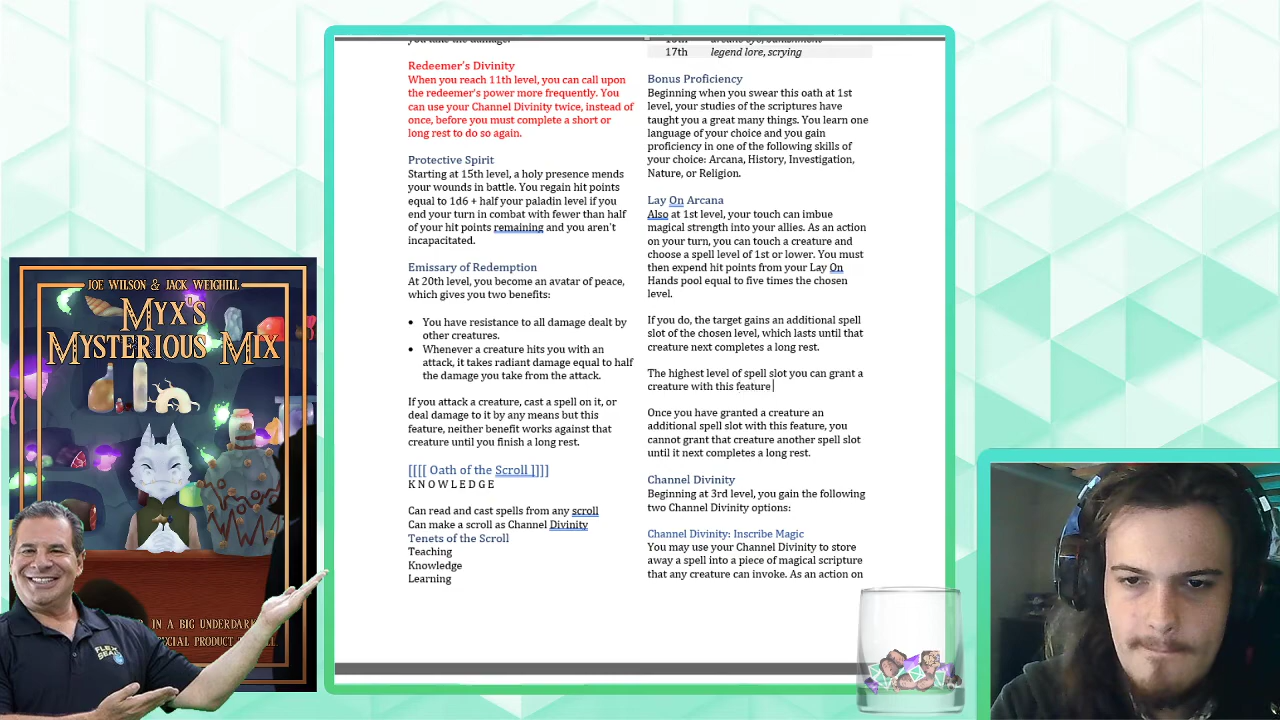 JOE WILSON & JACK WEIGHILL
MYX'S
MYSTERIOUS MIX
IN A BIG UNDERDARK
SPECIAL PRODUCT
FLEX
SEAL
you take the damage.
Redeemer's Divinity
When you reach 11th level, you can call upon
the redeemer's power more frequently. You
can use your Channel Divinity twice, instead of
once, before you must complete a short or
long rest to do so again.
Protective Spirit
Starting at 15th level, a holy presence mends
your wounds in battle. You regain hit points
equal to 1d6 + half your paladin level if you
end your turn in combat with fewer than half
of your hit points remaining and you aren't
incapacitated.
Emissary of Redemption
At 20th level, you become an avatar of peace,
which gives you two benefits:
• You have resistance to all damage dealt by
other creatures.
• Whenever a creature hits you with an
attack, it takes radiant damage equal to half
the damage you take from the attack.
If you attack a creature, cast a spell on it, or
deal damage to it by any means but this
feature, neither benefit works against that
creature until you finish a long rest.
[[[[ Oath of the Scroll ]]]]
K N O W L E D G E
Can read and cast spells from any scroll
Can make a scroll as Channel Divinity
Tenets of the Scroll
Teaching
Knowledge
Learning
17th legend lore, scrying
Bonus Proficiency
Beginning when you swear this oath at 1st
level, your studies of the scriptures have
taught you a great many things. You learn one
language of your choice and you gain
proficiency in one of the following skills of
your choice: Arcana, History, Investigation,
Nature, or Religion.
Lay On Arcana
Also at 1st level, your touch can imbue
magical strength into your allies. As an action
on your turn, you can touch a creature and
choose a spell level of 1st or lower. You must
then expend hit points from your Lay On
Hands pool equal to five times the chosen
level.
If you do, the target gains an additional spell
slot of the chosen level, which lasts until that
creature next completes a long rest.
The highest level of spell slot you can grant a
creature with this feature
Once you have granted a creature an
additional spell slot with this feature, you
cannot grant that creature another spell slot
until it next completes a long rest.
Channel Divinity
Beginning at 3rd level, you gain the following
two Channel Divinity options:
Channel Divinity: Inscribe Magic
You may use your Channel Divinity to store
away a spell into a piece of magical scripture
that any creature can invoke. As an action on